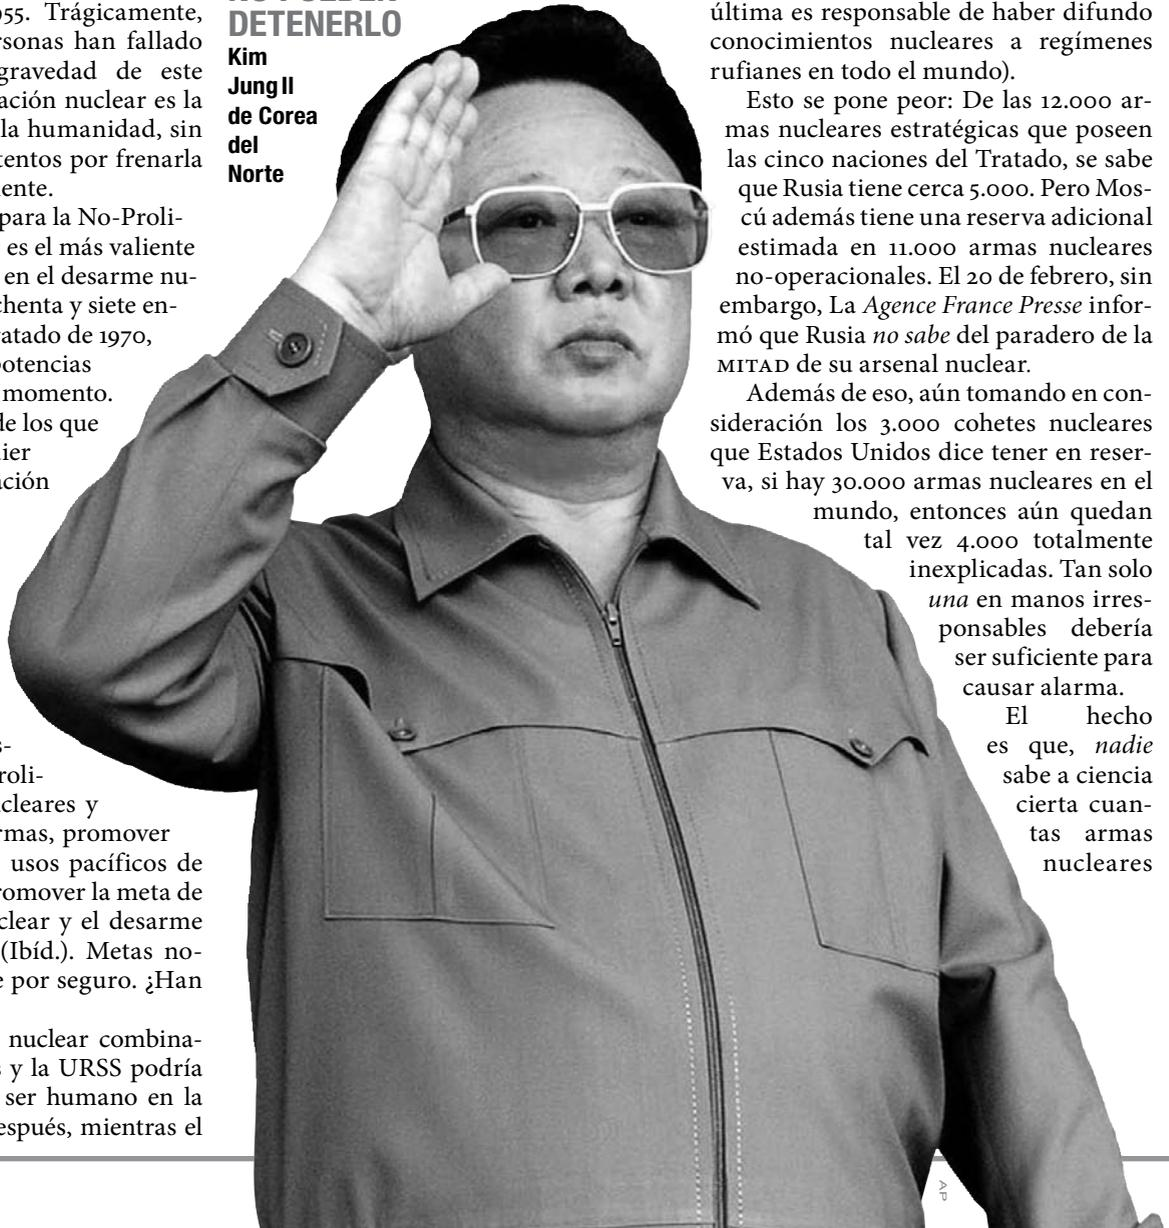 955. Trágicamente,
rsonas han fallado
gravedad de este
ación nuclear es la
la humanidad, sin
tentos por frenarla
ente.
para la No-Proli-
es el más valiente
en el desarme nu-
chenta y siete en-
ratado de 1970,
potencias
momento.
de los que
ier
ación
s-
roli-
cleares y
rmas, promover
usos pacíficos de
romover la meta de
clear y el desarme
(Ibíd.). Metas no-
e por seguro. ¿Han
nuclear combina-
s y la URSS podría
ser humano en la
espués, mientras el
DETENERLO
Kim
Jung Il
de Corea
del
Norte
última es responsable de haber difundo
conocimientos nucleares a regímenes
rufianes en todo el mundo).
Esto se pone peor: De las 12.000 ar-
mas nucleares estratégicas que poseen
las cinco naciones del Tratado, se sabe
que Rusia tiene cerca 5.000. Pero Mos-
cú además tiene una reserva adicional
estimada en 11.000 armas nucleares
no-operacionales. El 20 de febrero, sin
embargo, La Agence France Presse infor-
mó que Rusia no sabe del paradero de la
MITAD de su arsenal nuclear.
Además de eso, aún tomando en con-
sideración los 3.000 cohetes nucleares
que Estados Unidos dice tener en reser-
va, si hay 30.000 armas nucleares en el
mundo, entonces aún quedan
tal vez 4.000 totalmente
inexplicadas. Tan solo
una en manos irres-
ponsables debería
ser suficiente para
causar alarma.
El hecho
es que, nadie
sabe a ciencia
cierta cuan-
tas armas
nucleares
AP